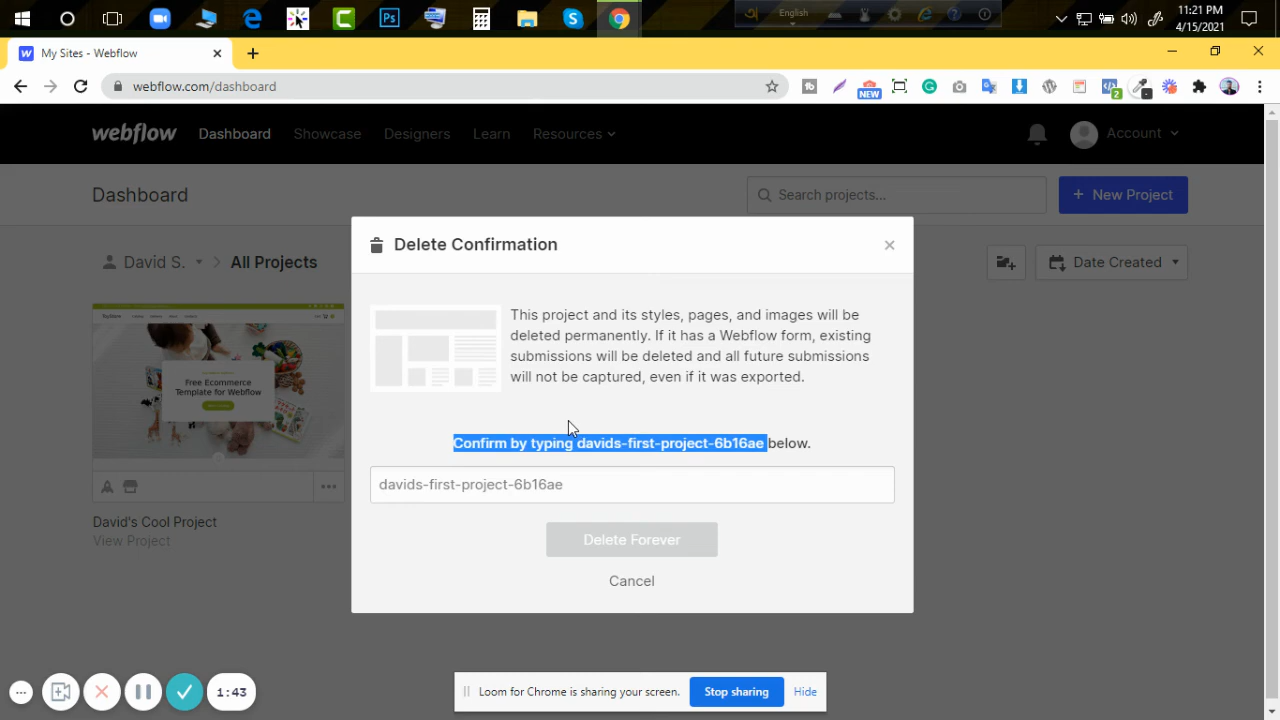 English
11:21 PM
4/15/2021
My Sites - Webflow
webflow.com/dashboard
NEW
2
webflow
Dashboard
Showcase
Designers
Learn
Resources
Account
Dashboard
Search projects...
+ New Project
David S.
All Projects
Date Created
Delete Confirmation
This project and its styles, pages, and images will be
deleted permanently. If it has a Webflow form, existing
submissions will be deleted and all future submissions
will not be captured, even if it was exported.
Confirm by typing davids-first-project-6b16ae below.
davids-first-project-6b16ae
Delete Forever
Cancel
Free Ecommerce
Template for Webflow
David's Cool Project
View Project
1:43
Loom for Chrome is sharing your screen.
Stop sharing
Hide